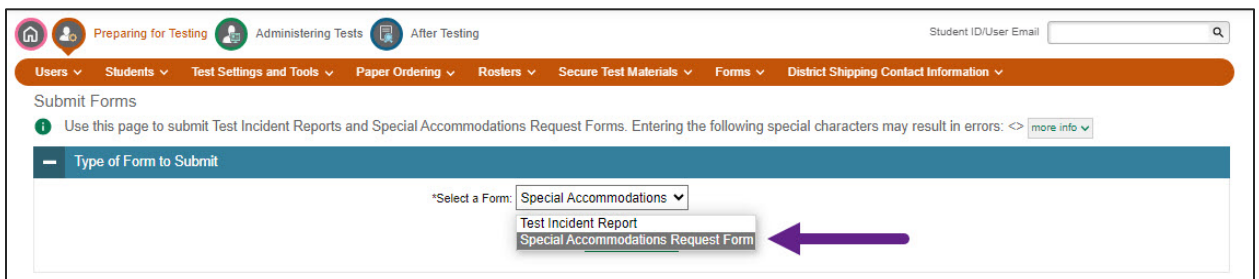 Preparing for Testing Administering Tests After Testing Student ID/User Email
Users Students Test Settings and Tools Paper Ordering Rosters Secure Test Materials Forms District Shipping Contact Information
Submit Forms
Use this page to submit Test Incident Reports and Special Accommodations Request Forms. Entering the following special characters may result in errors: <> more info
Type of Form to Submit
*Select a Form: Special Accommodations
Test Incident Report
Special Accommodations Request Form